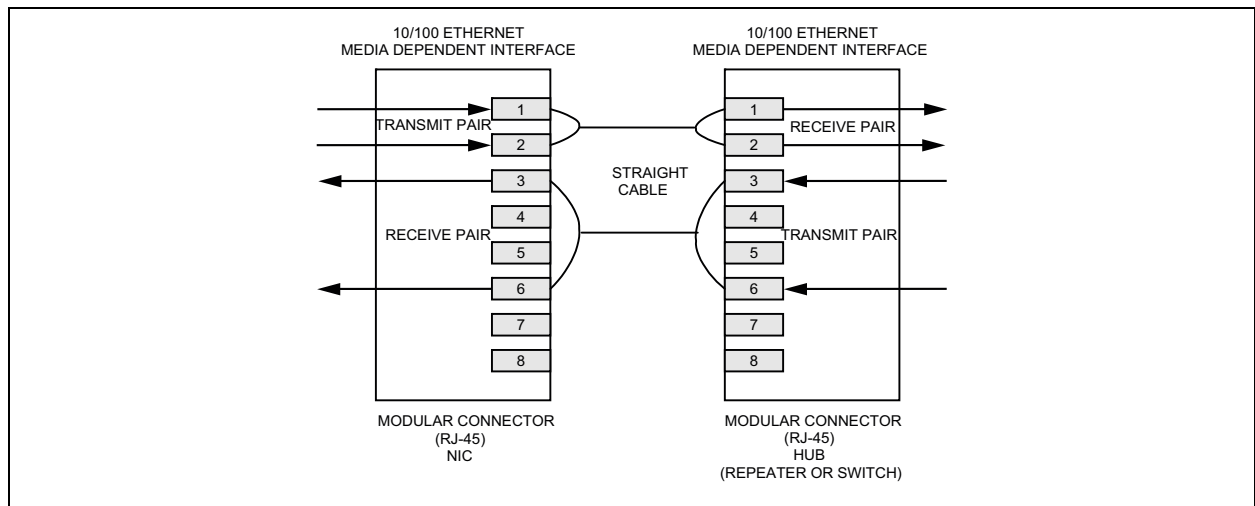 10/100 ETHERNET
MEDIA DEPENDENT INTERFACE
10/100 ETHERNET
MEDIA DEPENDENT INTERFACE
1
TRANSMIT PAIR
2
3
4
RECEIVE PAIR
5
6
7
8
STRAIGHT
CABLE
1
RECEIVE PAIR
2
3
4
TRANSMIT PAIR
5
6
7
8
MODULAR CONNECTOR
(RJ-45)
NIC
MODULAR CONNECTOR
(RJ-45)
HUB
(REPEATER OR SWITCH)